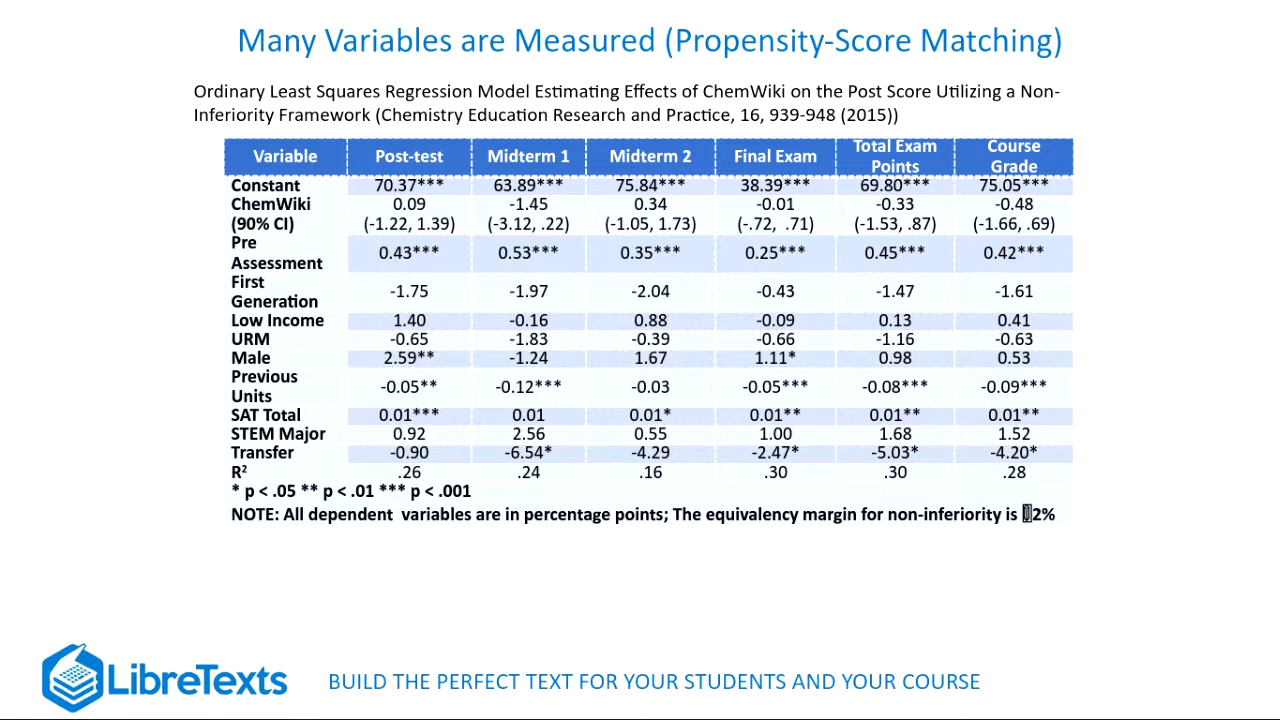 Many Variables are Measured (Propensity-Score Matching)
Ordinary Least Squares Regression Model Estimating Effects of ChemWiki on the Post Score Utilizing a Non-
Inferiority Framework (Chemistry Education Research and Practice, 16, 939-948 (2015))
Variable Post-test Midterm 1 Midterm 2 Final Exam Total Exam Points Course Grade
Constant 70.37*** 63.89*** 75.84*** 38.39*** 69.80*** 75.05***
ChemWiki 0.09 -1.45 0.34 -0.01 -0.33 -0.48
(90% CI) (-1.22, 1.39) (-3.12, .22) (-1.05, 1.73) (-.72, .71) (-1.53, .87) (-1.66, .69)
Pre Assessment 0.43*** 0.53*** 0.35*** 0.25*** 0.45*** 0.42***
First Generation -1.75 -1.97 -2.04 -0.43 -1.47 -1.61
Low Income 1.40 -0.16 0.88 -0.09 0.13 0.41
URM -0.65 -1.83 -0.39 -0.66 -1.16 -0.63
Male 2.59** -1.24 1.67 1.11* 0.98 0.53
Previous Units -0.05** -0.12*** -0.03 -0.05*** -0.08*** -0.09***
SAT Total 0.01*** 0.01 0.01* 0.01** 0.01** 0.01**
STEM Major 0.92 2.56 0.55 1.00 1.68 1.52
Transfer -0.90 -6.54* -4.29 -2.47* -5.03* -4.20*
R² .26 .24 .16 .30 .30 .28
* p < .05 ** p < .01 *** p < .001
NOTE: All dependent variables are in percentage points; The equivalency margin for non-inferiority is 2%
LibreTexts
BUILD THE PERFECT TEXT FOR YOUR STUDENTS AND YOUR COURSE